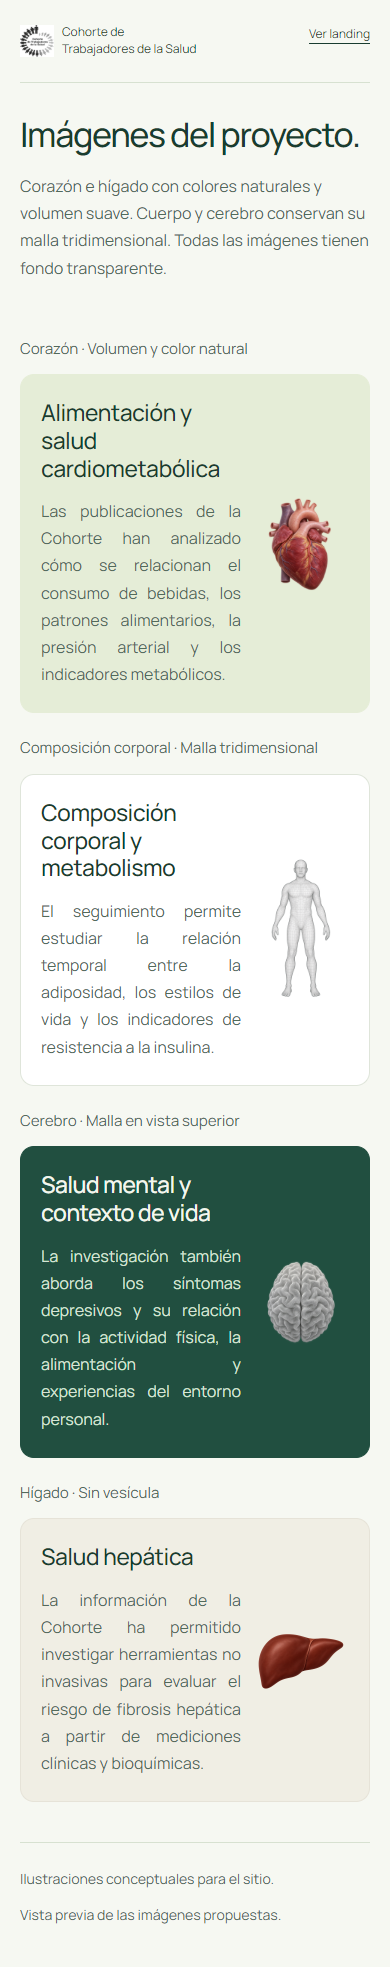 Cohorte de
Trabajadores de la Salud
Ver landing
Imágenes del proyecto.
Corazón e hígado con colores naturales y
volumen suave. Cuerpo y cerebro conservan su
malla tridimensional. Todas las imágenes tienen
fondo transparente.
Corazón · Volumen y color natural
Alimentación y
salud
cardiometabólica
Las publicaciones de la
Cohorte han analizado
cómo se relacionan el
consumo de bebidas, los
patrones alimentarios, la
presión arterial y los
indicadores metabólicos.
Composición corporal · Malla tridimensional
Composición
corporal y
metabolismo
El seguimiento permite
estudiar la relación
temporal entre la
adiposidad, los estilos de
vida y los indicadores de
resistencia a la insulina.
Cerebro · Malla en vista superior
Salud mental y
contexto de vida
La investigación también
aborda los síntomas
depresivos y su relación
con la actividad física, la
alimentación y
experiencias del entorno
personal.
Hígado · Sin vesícula
Salud hepática
La información de la
Cohorte ha permitido
investigar herramientas no
invasivas para evaluar el
riesgo de fibrosis hepática
a partir de mediciones
clínicas y bioquímicas.
Ilustraciones conceptuales para el sitio.
Vista previa de las imágenes propuestas.